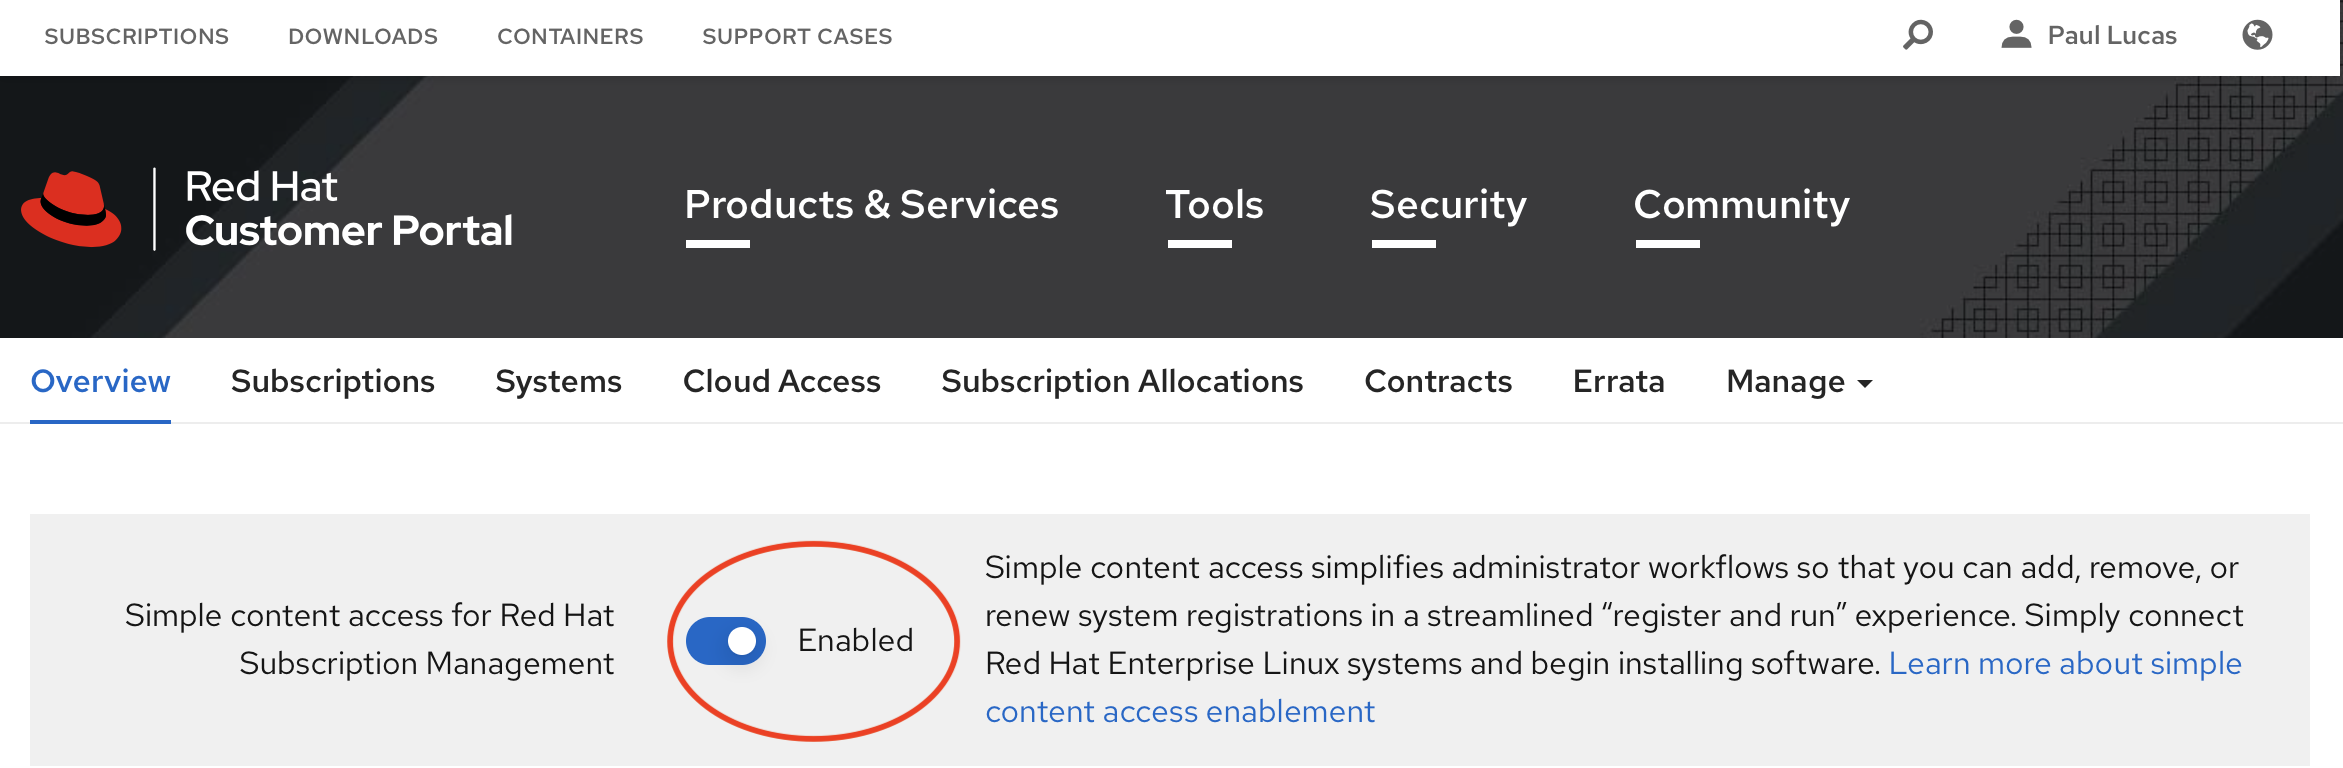 SUBSCRIPTIONS DOWNLOADS CONTAINERS SUPPORT CASES Paul Lucas
Red Hat
Customer Portal
Products & Services Tools Security Community
Overview Subscriptions Systems Cloud Access Subscription Allocations Contracts Errata Manage
Simple content access for Red Hat
Subscription Management
Enabled
Simple content access simplifies administrator workflows so that you can add, remove, or
renew system registrations in a streamlined “register and run” experience. Simply connect
Red Hat Enterprise Linux systems and begin installing software. Learn more about simple
content access enablement